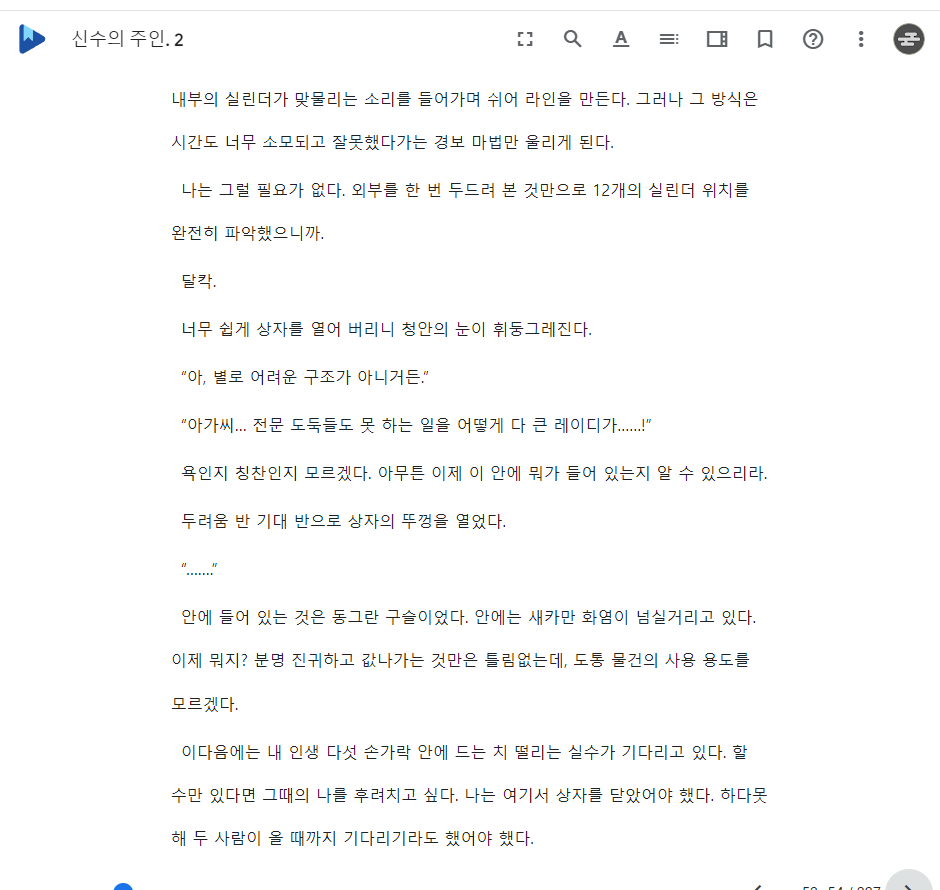 신수의 주인. 2
내부의 실린더가 맞물리는 소리를 들어가며 쉬어 라인을 만든다. 그러나 그 방식은
시간도 너무 소모되고 잘못했다가는 경보 마법만 울리게 된다.
나는 그럴 필요가 없다. 외부를 한 번 두드려 본 것만으로 12개의 실린더 위치를
완전히 파악했으니까.
달칵.
너무 쉽게 상자를 열어 버리니 청안의 눈이 휘둥그레진다.
“아, 별로 어려운 구조가 아니거든.”
“아가씨... 전문 도둑들도 못 하는 일을 어떻게 다 큰 레이디가......!”
욕인지 칭찬인지 모르겠다. 아무튼 이제 이 안에 뭐가 들어 있는지 알 수 있으리라.
두려움 반 기대 반으로 상자의 뚜껑을 열었다.
“.......”
안에 들어 있는 것은 동그란 구슬이었다. 안에는 새카만 화염이 넘실거리고 있다.
이제 뭐지? 분명 진귀하고 값나가는 것만은 틀림없는데, 도통 물건의 사용 용도를
모르겠다.
이다음에는 내 인생 다섯 손가락 안에 드는 치 떨리는 실수가 기다리고 있다. 할
수만 있다면 그때의 나를 후려치고 싶다. 나는 여기서 상자를 닫았어야 했다. 하다못
해 두 사람이 올 때까지 기다리기라도 했어야 했다.